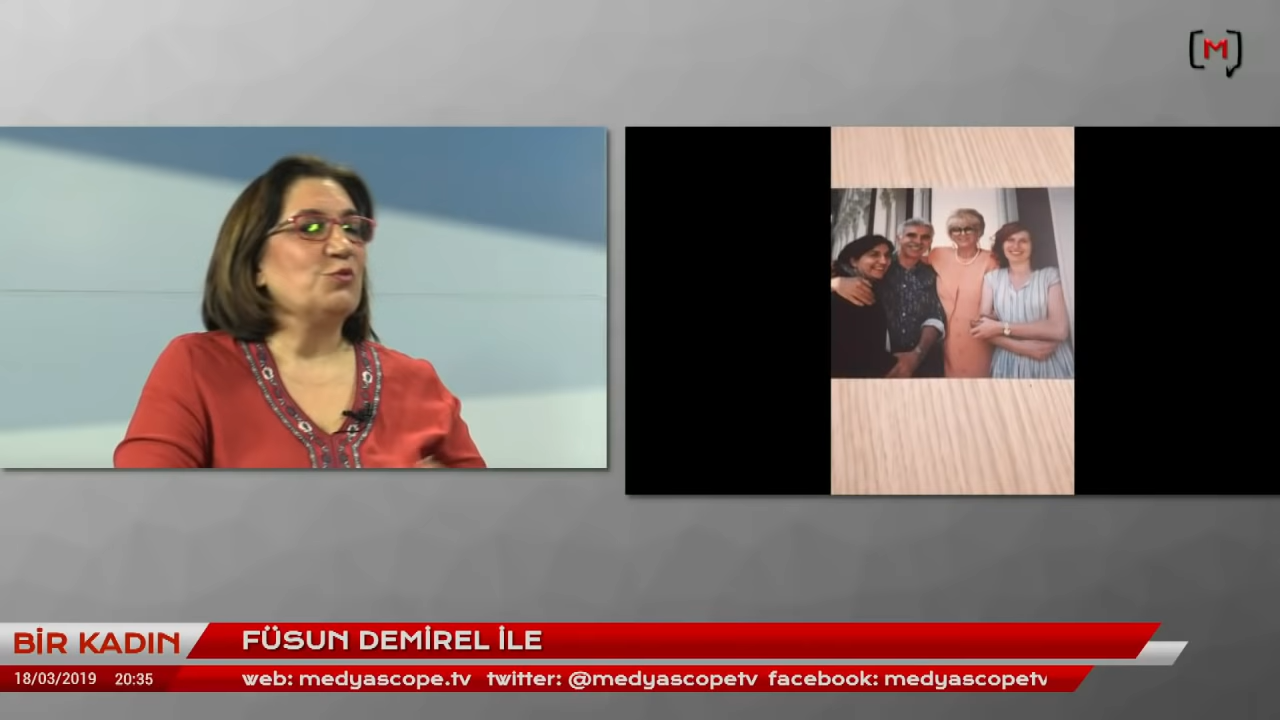 M
BİR KADIN
FÜSUN DEMİREL İLE
18/03/2019 20:35
web: medyascope.tv twitter: @medyascopetv facebook: medyascopetv